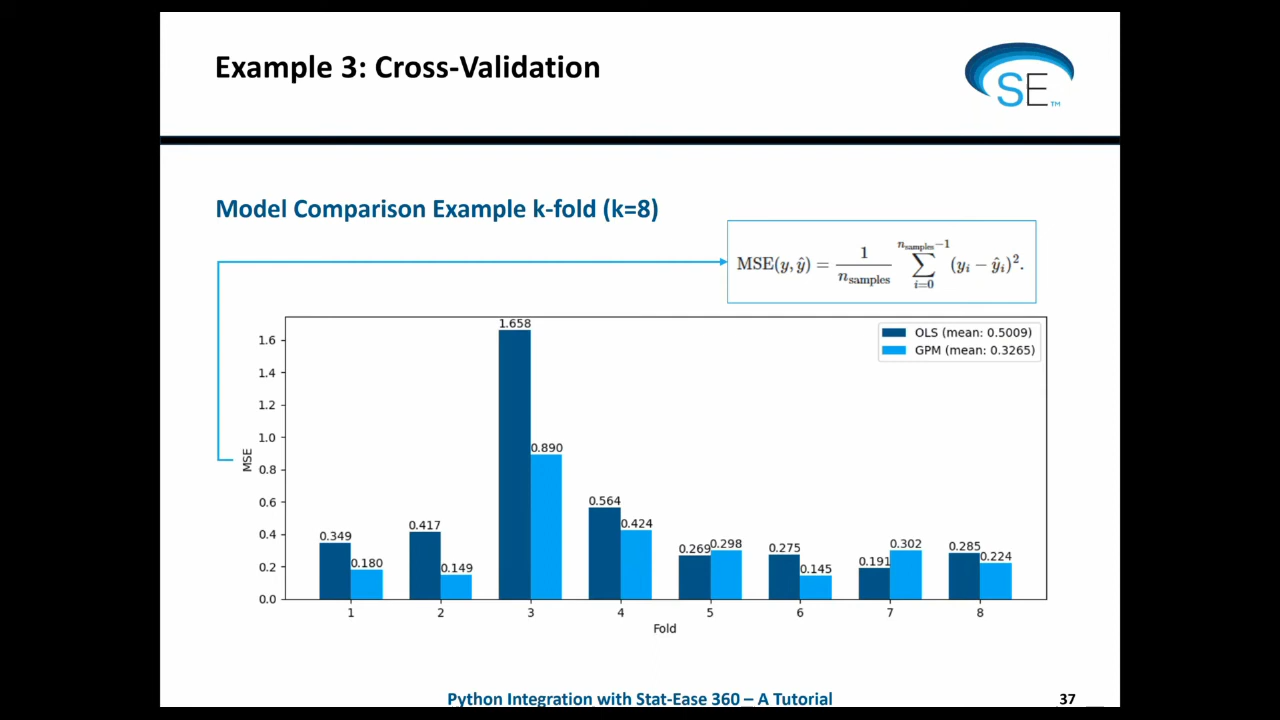 Example 3: Cross-Validation
SE™
Model Comparison Example k-fold (k=8)
MSE(y, ŷ) = 1/n_samples ∑_{i=0}^{n_samples−1} (y_i − ŷ_i)².
OLS (mean: 0.5009)
GPM (mean: 0.3265)
MSE
1.6
1.4
1.2
1.0
0.8
0.6
0.4
0.2
0.0
0.349
0.180
0.417
0.149
1.658
0.890
0.564
0.424
0.269
0.298
0.275
0.145
0.191
0.302
0.285
0.224
1 2 3 4 5 6 7 8
Fold
Python Integration with Stat-Ease 360 – A Tutorial
37